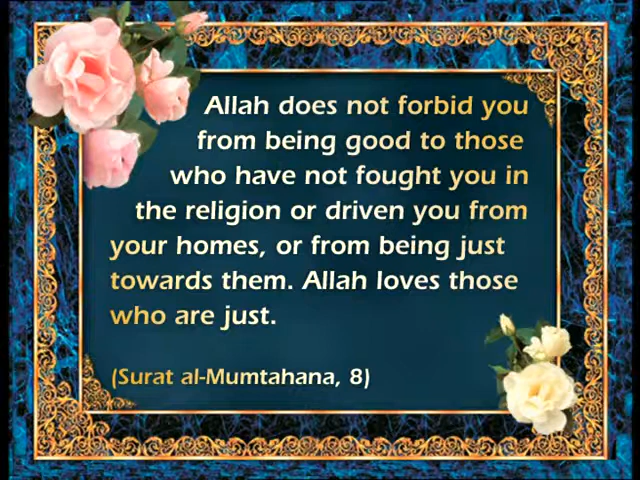 Allah does not forbid you
from being good to those
who have not fought you in
the religion or driven you from
your homes, or from being just
towards them. Allah loves those
who are just.
(Surat al-Mumtahana, 8)